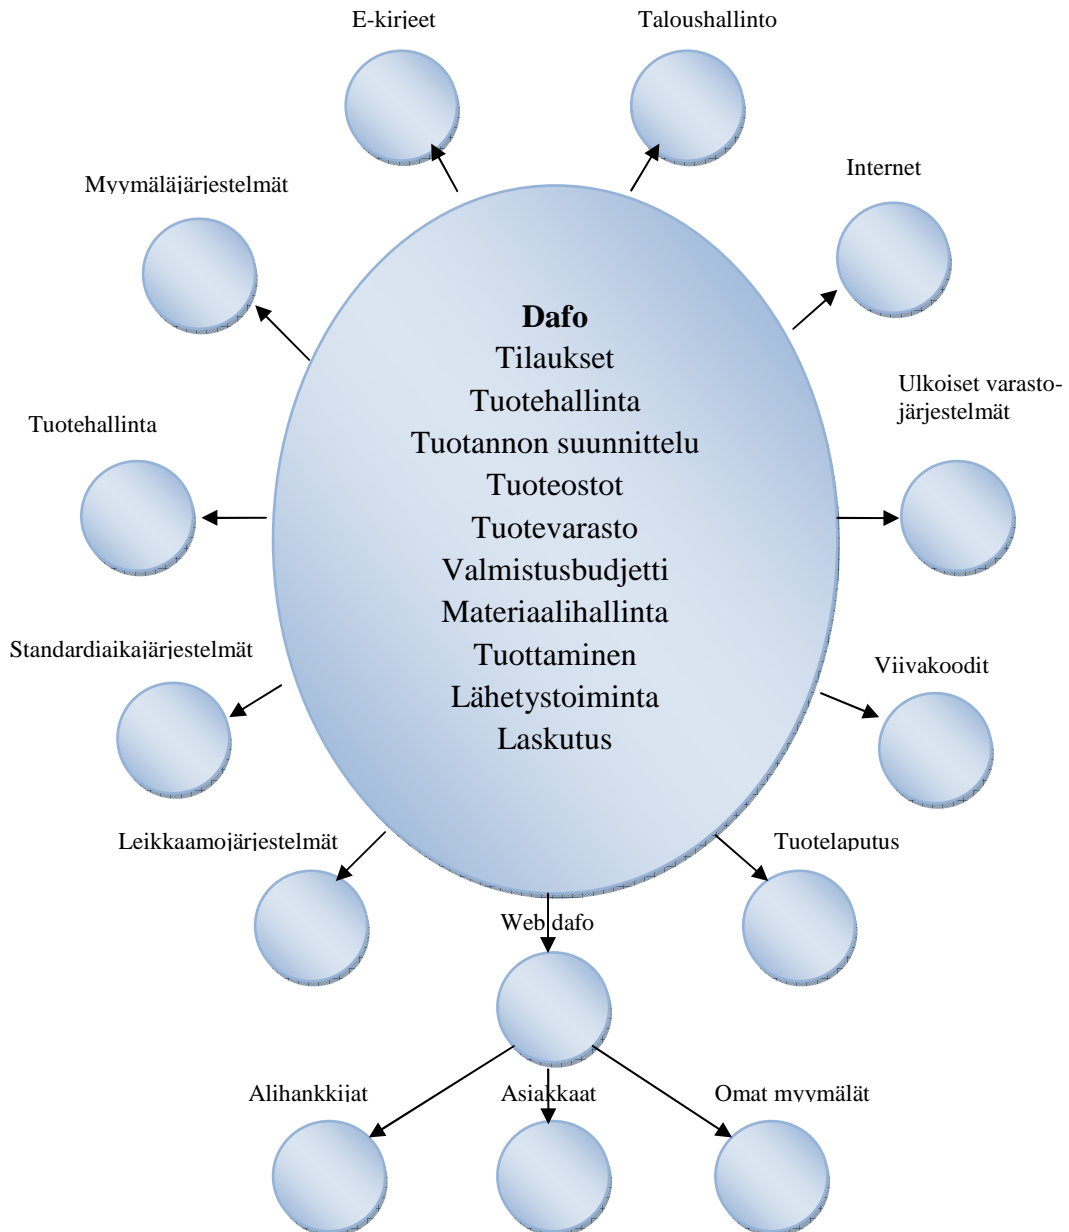 E-kirjeet
Taloushallinto
Myymäläjärjestelmät
Internet
Dafo
Tilaukset
Tuotehallinta
Tuotannon suunnittelu
Tuoteostot
Tuotevarasto
Valmistusbudjetti
Materiaalihallinta
Tuottaminen
Lähetystoiminta
Laskutus
Ulkoiset varasto-
järjestelmät
Tuotehallinta
Standardiaikajärjestelmät
Viivakoodit
Leikkaamojärjestelmät
Tuotelaputus
Web dafo
Alihankkijat
Asiakkaat
Omat myymälät